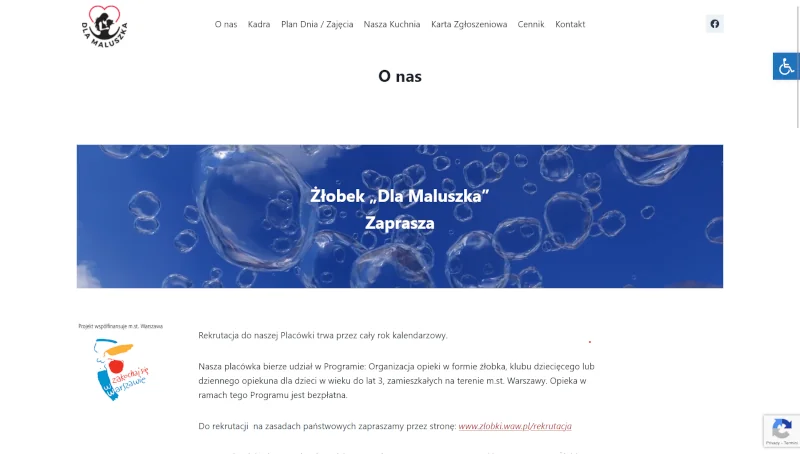 DLA MALUSZKA
O nas
Kadra
Plan Dnia / Zajęcia
Nasza Kuchnia
Karta Zgłoszeniowa
Cennik
Kontakt
O nas
Żłobek „Dla Maluszka”
Zaprasza
Projekt współfinansuje m.st. Warszawa
zakochaj się
w warszawie
Rekrutacja do naszej Placówki trwa przez cały rok kalendarzowy.
Nasza placówka bierze udział w Programie: Organizacja opieki w formie żłobka, klubu dziecięcego lub
dziennego opiekuna dla dzieci w wieku do lat 3, zamieszkałych na terenie m.st. Warszawy. Opieka w
ramach tego Programu jest bezpłatna.
Do rekrutacji na zasadach państwowych zapraszamy przez stronę: www.zlobki.waw.pl/rekrutacja
Privacy - Terms